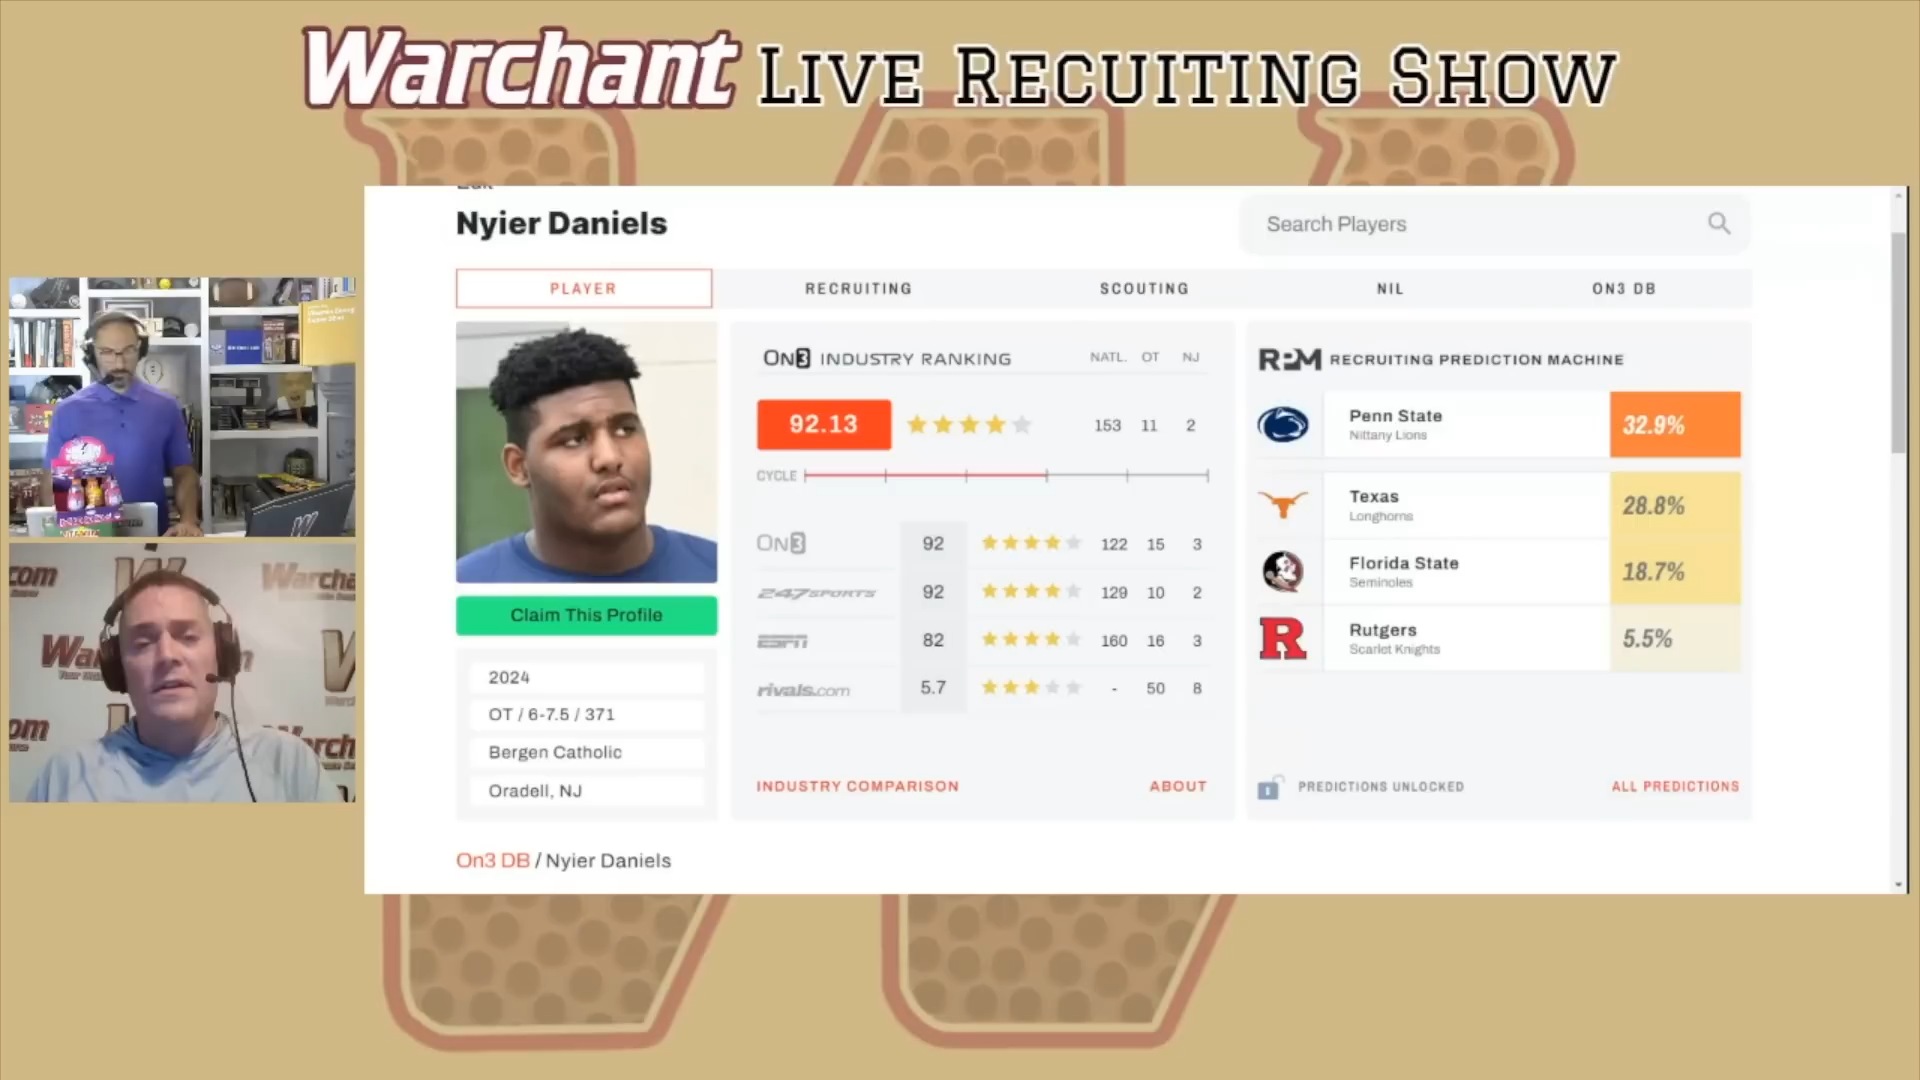 Warchant LIVE RECUITING SHOW
Nyier Daniels
Search Players
PLAYER
RECRUITING
SCOUTING
NIL
ON3 DB
ON3 INDUSTRY RANKING
NATL. OT NJ
92.13
153 11 2
CYCLE
ON3 92 122 15 3
247SPORTS 92 129 10 2
ESPN 82 160 16 3
rivals.com 5.7 - 50 8
INDUSTRY COMPARISON
ABOUT
RPM RECRUITING PREDICTION MACHINE
Penn State
Nittany Lions
32.9%
Texas
Longhorns
28.8%
Florida State
Seminoles
18.7%
R
Rutgers
Scarlet Knights
5.5%
PREDICTIONS UNLOCKED
ALL PREDICTIONS
Claim This Profile
2024
OT / 6-7.5 / 371
Bergen Catholic
Oradell, NJ
On3 DB / Nyier Daniels